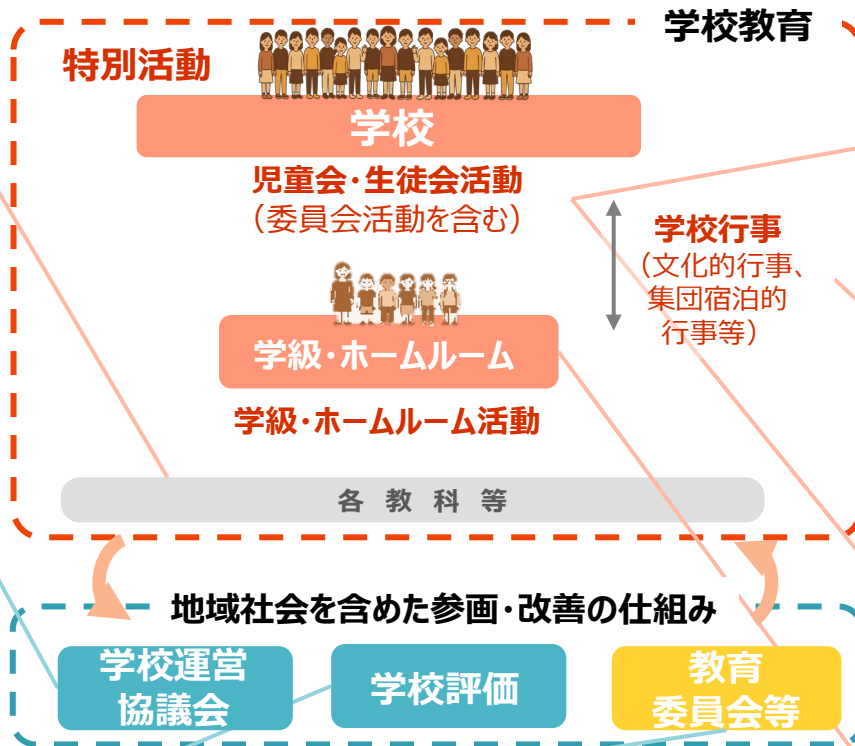 学校教育
特別活動
学校
児童会・生徒会活動
（委員会活動を含む）
学校行事
（文化的行事、
集団宿泊的
行事等）
学級・ホームルーム
学級・ホームルーム活動
各教科等
地域社会を含めた参画・改善の仕組み
学校運営
協議会
学校評価
教育
委員会等